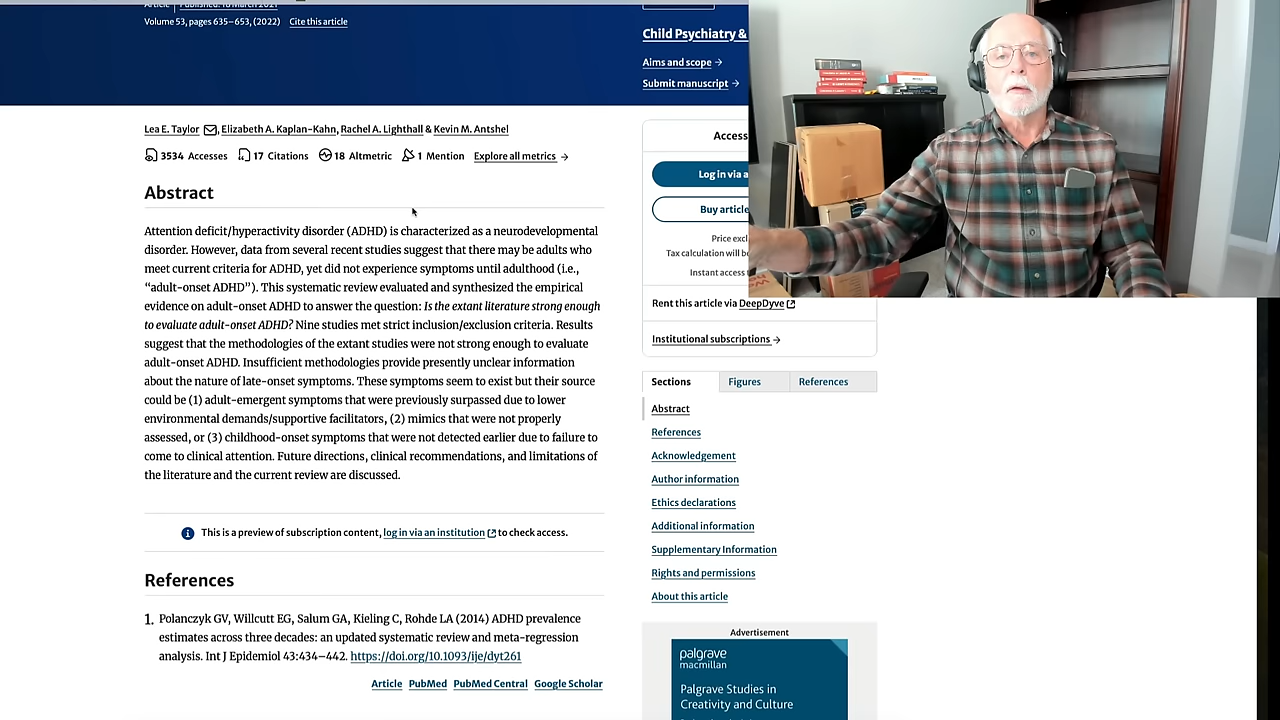 Article Published: 18 March 2021
Volume 53, pages 635–653, (2022) Cite this article
Child Psychiatry &
Aims and scope →
Submit manuscript →
Lea E. Taylor, Elizabeth A. Kaplan-Kahn, Rachel A. Lighthall & Kevin M. Antshel
3534 Accesses 17 Citations 18 Altmetric 1 Mention Explore all metrics →
Abstract
Attention deficit/hyperactivity disorder (ADHD) is characterized as a neurodevelopmental
disorder. However, data from several recent studies suggest that there may be adults who
meet current criteria for ADHD, yet did not experience symptoms until adulthood (i.e.,
“adult-onset ADHD”). This systematic review evaluated and synthesized the empirical
evidence on adult-onset ADHD to answer the question: Is the extant literature strong enough
to evaluate adult-onset ADHD? Nine studies met strict inclusion/exclusion criteria. Results
suggest that the methodologies of the extant studies were not strong enough to evaluate
adult-onset ADHD. Insufficient methodologies provide presently unclear information
about the nature of late-onset symptoms. These symptoms seem to exist but their source
could be (1) adult-emergent symptoms that were previously surpassed due to lower
environmental demands/supportive facilitators, (2) mimics that were not properly
assessed, or (3) childhood-onset symptoms that were not detected earlier due to failure to
come to clinical attention. Future directions, clinical recommendations, and limitations of
the literature and the current review are discussed.
This is a preview of subscription content, log in via an institution to check access.
References
1. Polanczyk GV, Willcutt EG, Salum GA, Kieling C, Rohde LA (2014) ADHD prevalence
estimates across three decades: an updated systematic review and meta-regression
analysis. Int J Epidemiol 43:434–442. https://doi.org/10.1093/ije/dyt261
Article PubMed PubMed Central Google Scholar
Access
Log in via a
Buy article
Price excl
Tax calculation will be
Instant access
Rent this article via DeepDyve
Institutional subscriptions →
Sections Figures References
Abstract
References
Acknowledgement
Author information
Ethics declarations
Additional information
Supplementary Information
Rights and permissions
About this article
Advertisement
palgrave
macmillan
Palgrave Studies in
Creativity and Culture